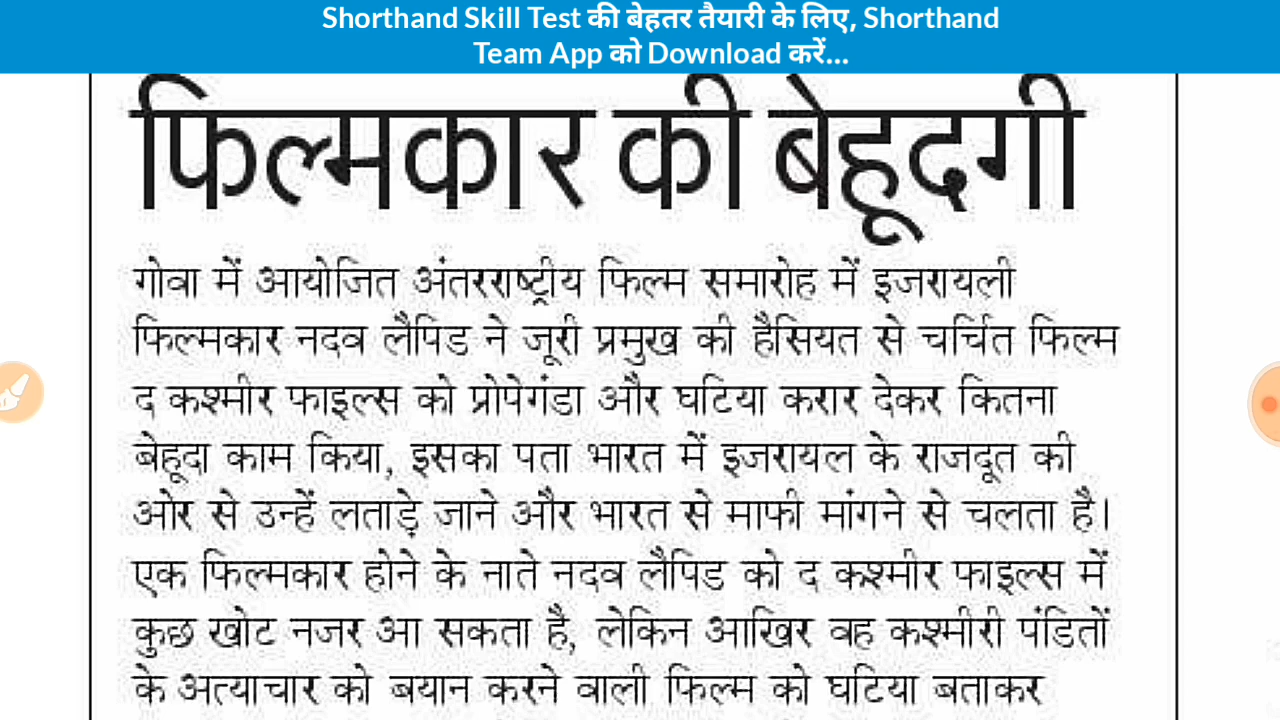 Shorthand Skill Test की बेहतर तैयारी के लिए, Shorthand
Team App को Download करें...
फिल्मकार की बेहूदगी
गोवा में आयोजित अंतरराष्ट्रीय फिल्म समारोह में इजरायली
फिल्मकार नदव लैपिड ने जूरी प्रमुख की हैसियत से चर्चित फिल्म
द कश्मीर फाइल्स को प्रोपेगंडा और घटिया करार देकर कितना
बेहूदा काम किया, इसका पता भारत में इजरायल के राजदूत की
ओर से उन्हें लताड़े जाने और भारत से माफी मांगने से चलता है।
एक फिल्मकार होने के नाते नदव लैपिड को द कश्मीर फाइल्स में
कुछ खोट नजर आ सकता है, लेकिन आखिर वह कश्मीरी पंडितों
के अत्याचार को बयान करने वाली फिल्म को घटिया बताकर